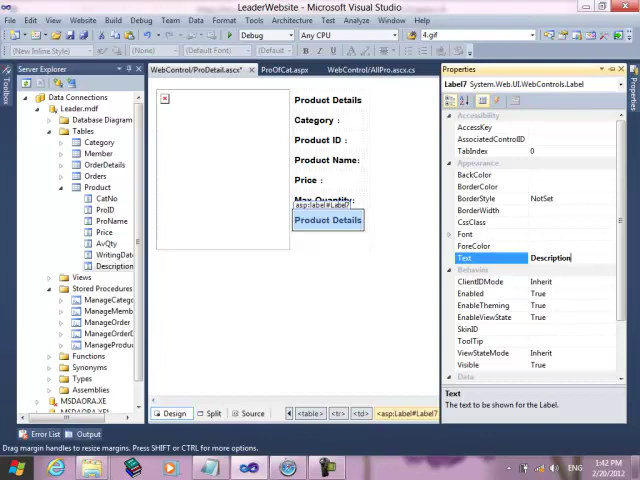 LeaderWebsite - Microsoft Visual Studio
File Edit View Website Build Debug Team Data Format Table Tools Architecture Test Analyze Window Help
Debug Any CPU 4.gif
(New Inline Style) (None) (Default Font) (Default B I U A
Server Explorer
Data Connections
Leader.mdf
Database Diagram
Tables
Category
Member
OrderDetails
Orders
Product
CatNo
ProID
ProName
Price
AvQty
WritingDate
Description
Views
Stored Procedures
ManageCategor
ManageMemb
ManageOrder
ManageOrderD
ManageProduc
Functions
Synonyms
Types
Assemblies
MSDAORA.XE
Toolbox
WebControl/ProDetail.ascx* ProOfCat.aspx WebControl/AllPro.ascx.cs
Product Details
Category :
Product ID :
Product Name:
Price :
Max Quantity:
asp:label#Label7
Product Details
Design Split Source <table> <tr> <td> <asp:Label#Label7
Properties
Label7 System.Web.UI.WebControls.Label
Accessibility
AccessKey
AssociatedControlID
TabIndex 0
Appearance
BackColor
BorderColor
BorderStyle NotSet
BorderWidth
CssClass
Font
ForeColor
Text Description
Behavior
ClientIDMode Inherit
Enabled True
EnableTheming True
EnableViewState True
SkinID
ToolTip
ViewStateMode Inherit
Visible True
Data
Text
The text to be shown for the Label.
Properties
Error List Output
Drag margin handles to resize margins. Press SHIFT or CTRL for more options.
ENG 1:42 PM
2/20/2012